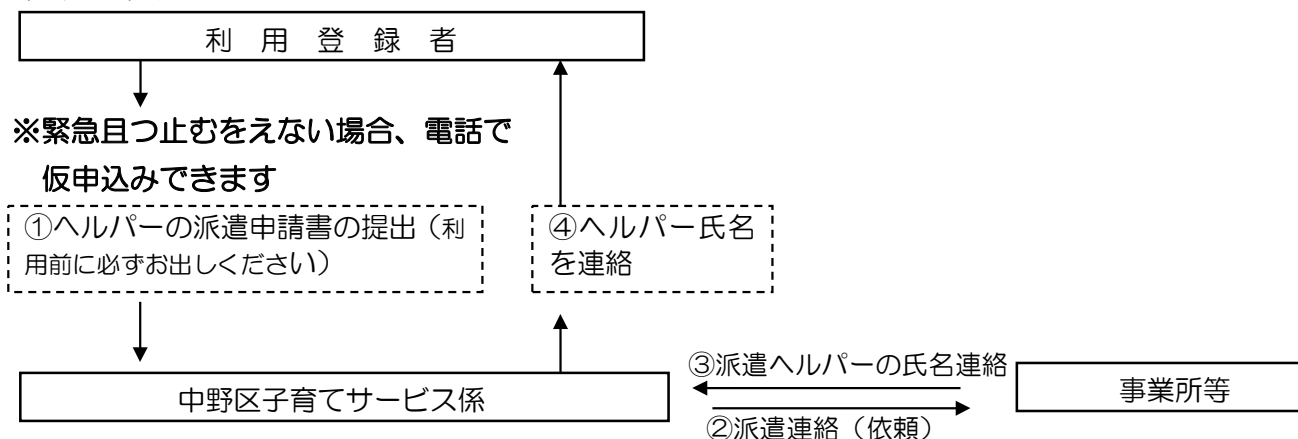 利用登録者
※緊急且つ止むをえない場合、電話で
仮申込みできます
①ヘルパーの派遣申請書の提出（利
用前に必ずお出しください）
④ヘルパー氏名
を連絡
③派遣ヘルパーの氏名連絡
中野区子育てサービス係
事業所等
②派遣連絡（依頼）